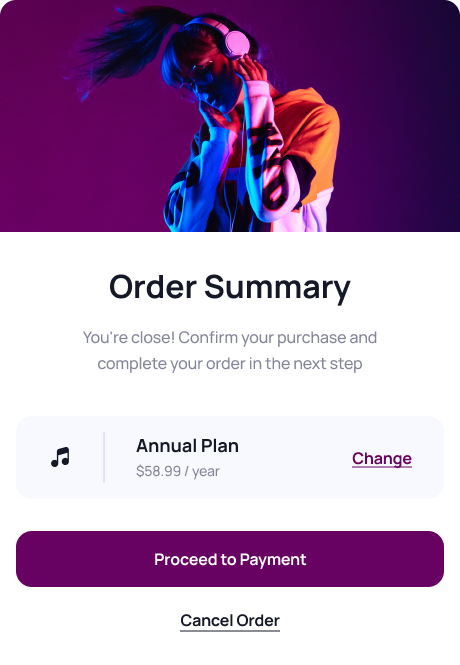 Order Summary
You're close! Confirm your purchase and
complete your order in the next step
Annual Plan
$58.99 / year
Change
Proceed to Payment
Cancel Order